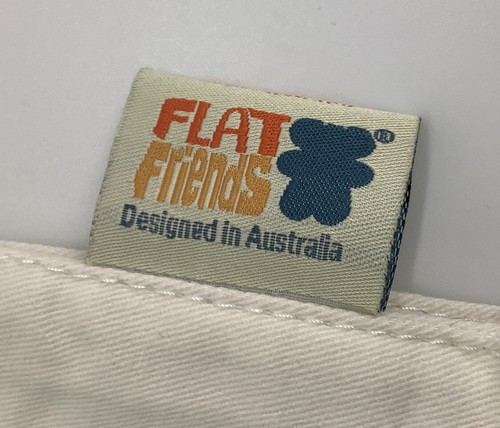 FLAT
Friends ®
Designed in Australia